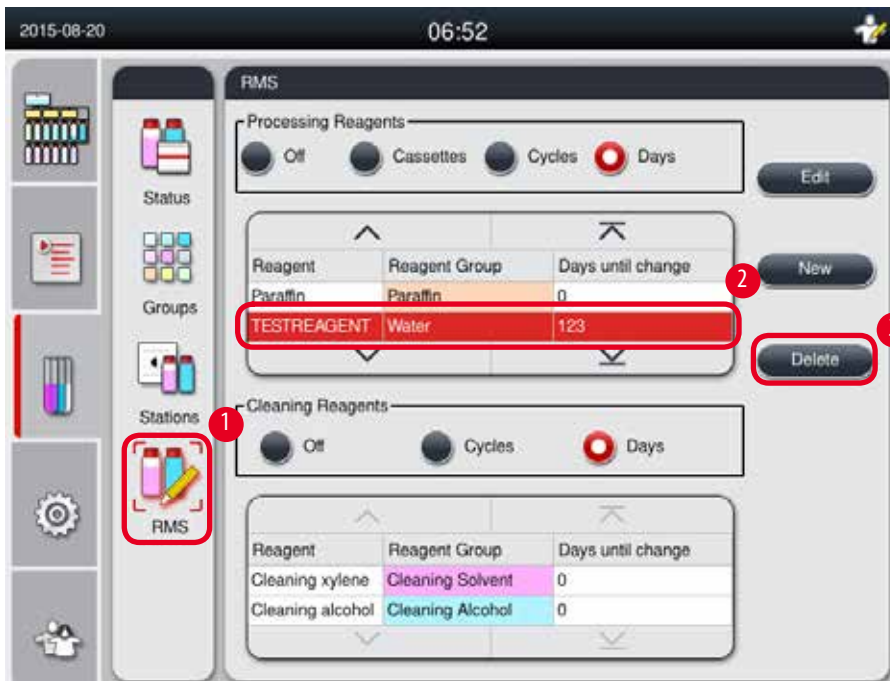 2015-08-20 06:52
RMS
Processing Reagents
Off Cassettes Cycles Days
Edit
Status
Reagent Reagent Group Days until change
2 New
Paraffin Paraffin 0
Groups
TESTREAGENT Water 123
Delete
Stations
1
Cleaning Reagents
Off Cycles Days
RMS
Reagent Reagent Group Days until change
Cleaning xylene Cleaning Solvent 0
Cleaning alcohol Cleaning Alcohol 0